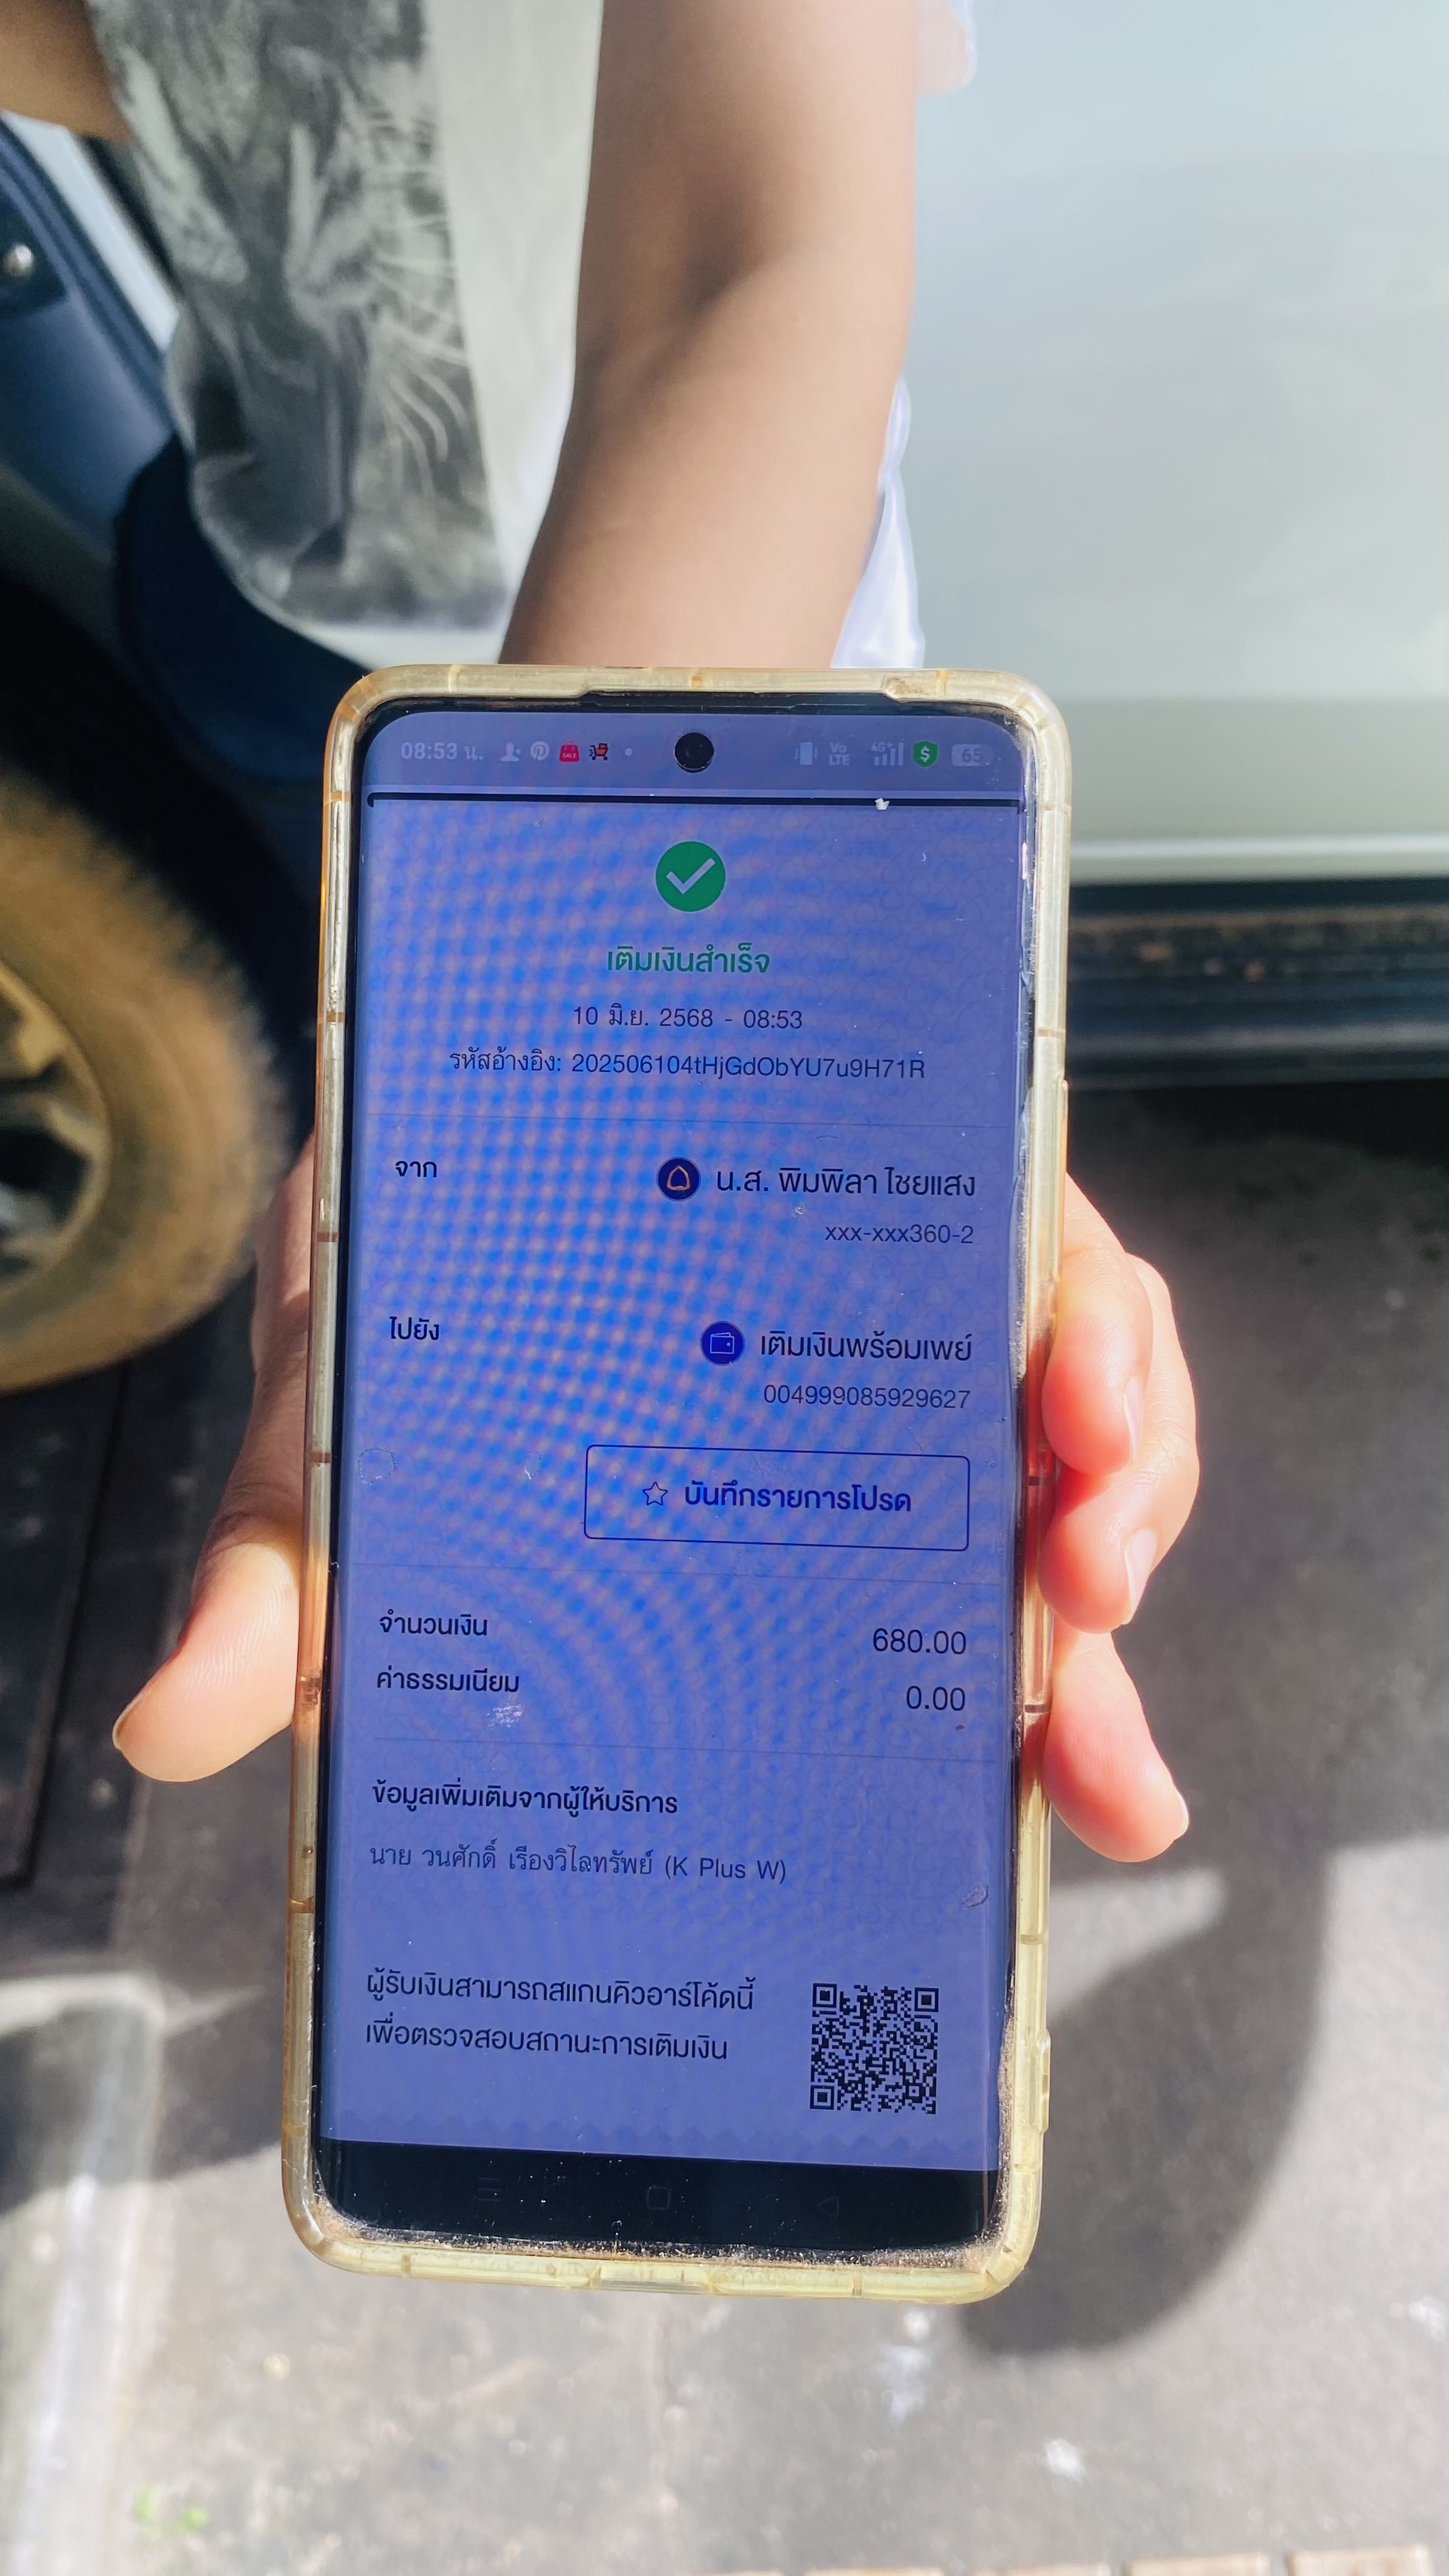 08:53 น.
Vo
LTE
4G+
65
เติมเงินสำเร็จ
10 มิ.ย. 2568 - 08:53
รหัสอ้างอิง: 202506104tHjGdObYU7u9H71R
จาก
น.ส. พิมพิลา ไชยแสง
xxx-xxx360-2
ไปยัง
เติมเงินพร้อมเพย์
004999085929627
บันทึกรายการโปรด
จำนวนเงิน 680.00
ค่าธรรมเนียม 0.00
ข้อมูลเพิ่มเติมจากผู้ให้บริการ
นาย วนศักดิ์ เรืองวิไลทรัพย์ (K Plus W)
ผู้รับเงินสามารถสแกนคิวอาร์โค้ดนี้
เพื่อตรวจสอบสถานะการเติมเงิน